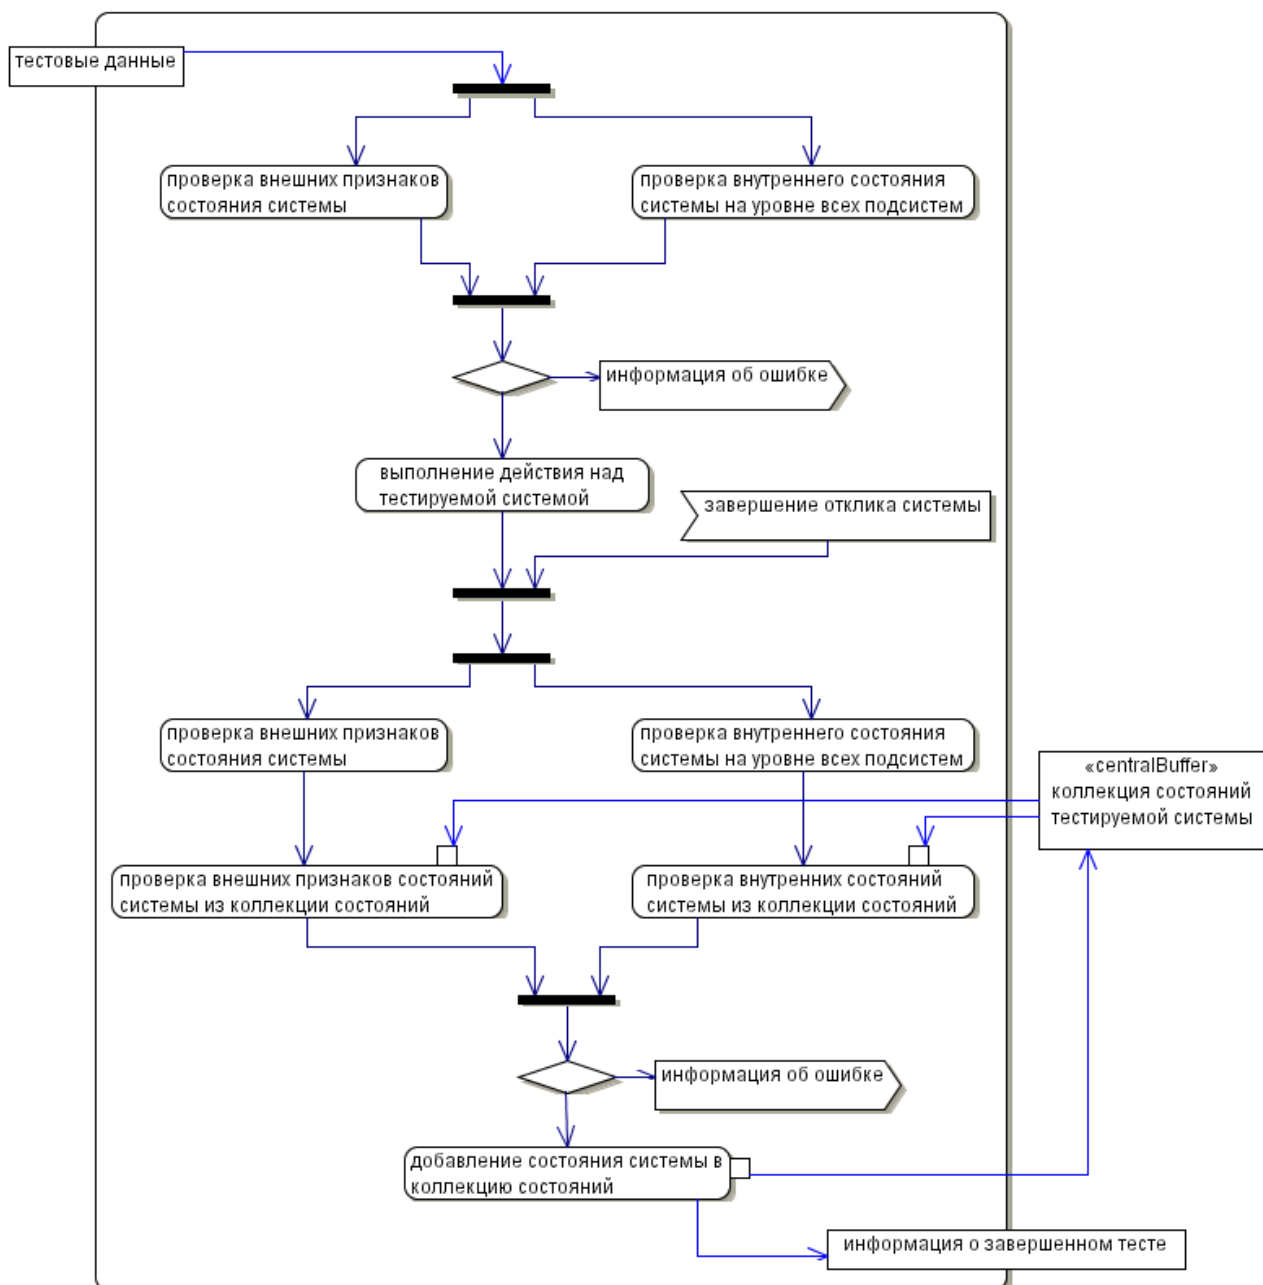 тестовые данные
проверка внешних признаков
состояния системы
проверка внутреннего состояния
системы на уровне всех подсистем
информация об ошибке
выполнение действия над
тестируемой системой
завершение отклика системы
проверка внешних признаков
состояния системы
проверка внутреннего состояния
системы на уровне всех подсистем
«centralBuffer»
коллекция состояний
тестируемой системы
проверка внешних признаков состояний
системы из коллекции состояний
проверка внутренних состояний
системы из коллекции состояний
информация об ошибке
добавление состояния системы в
коллекцию состояний
информация о завершенном тесте